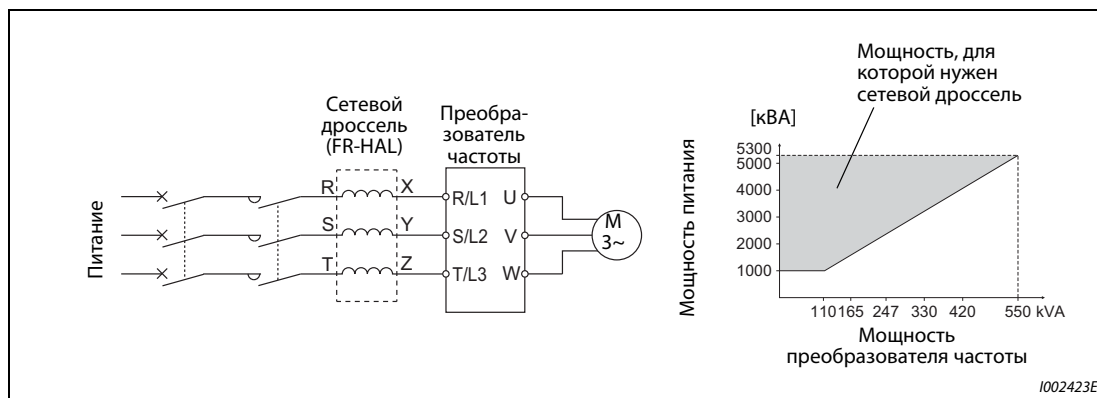 Питание
Сетевой
дроссель
(FR-HAL)
Преобра-
зователь
частоты
R X R/L1 U
S Y S/L2 V
T Z T/L3 W
M
3~
Мощность, для
которой нужен
сетевой дроссель
[кВА]
Мощность питания
5300
5000
4000
3000
2000
1000
110 165 247 330 420 550 kVA
Мощность
преобразователя частоты
I002423E